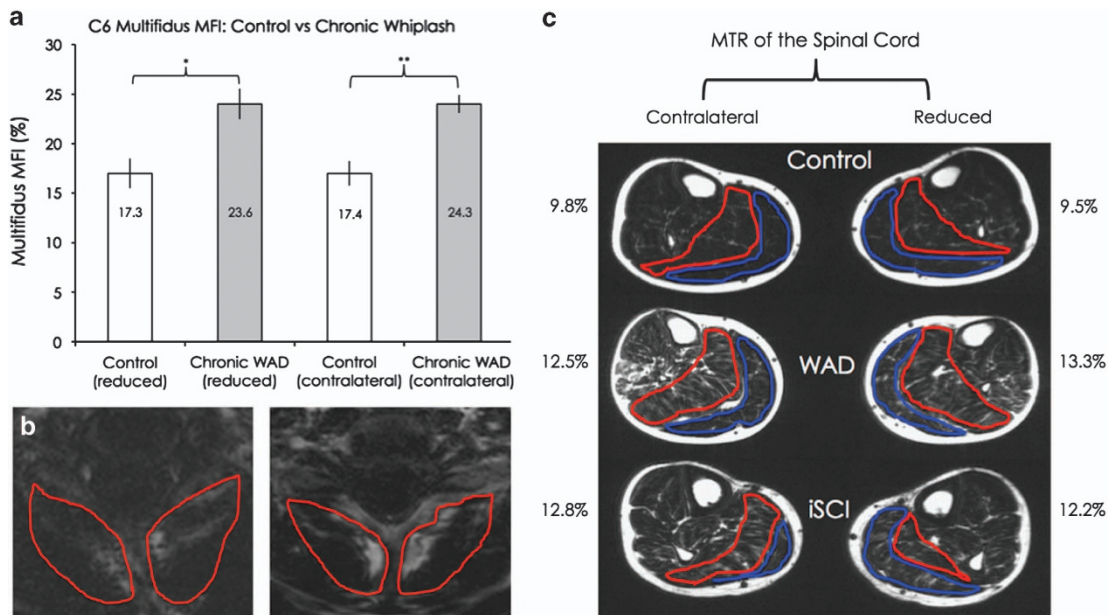 a
C6 Multifidus MFI: Control vs Chronic Whiplash
Multifidus MFI (%)
30
25
20
15
10
5
0
*
**
17.3
23.6
17.4
24.3
Control
(reduced)
Chronic WAD
(reduced)
Control
(contralateral)
Chronic WAD
(contralateral)
b
c
MTR of the Spinal Cord
Contralateral
Reduced
Control
9.8%
9.5%
WAD
12.5%
13.3%
iSCI
12.8%
12.2%